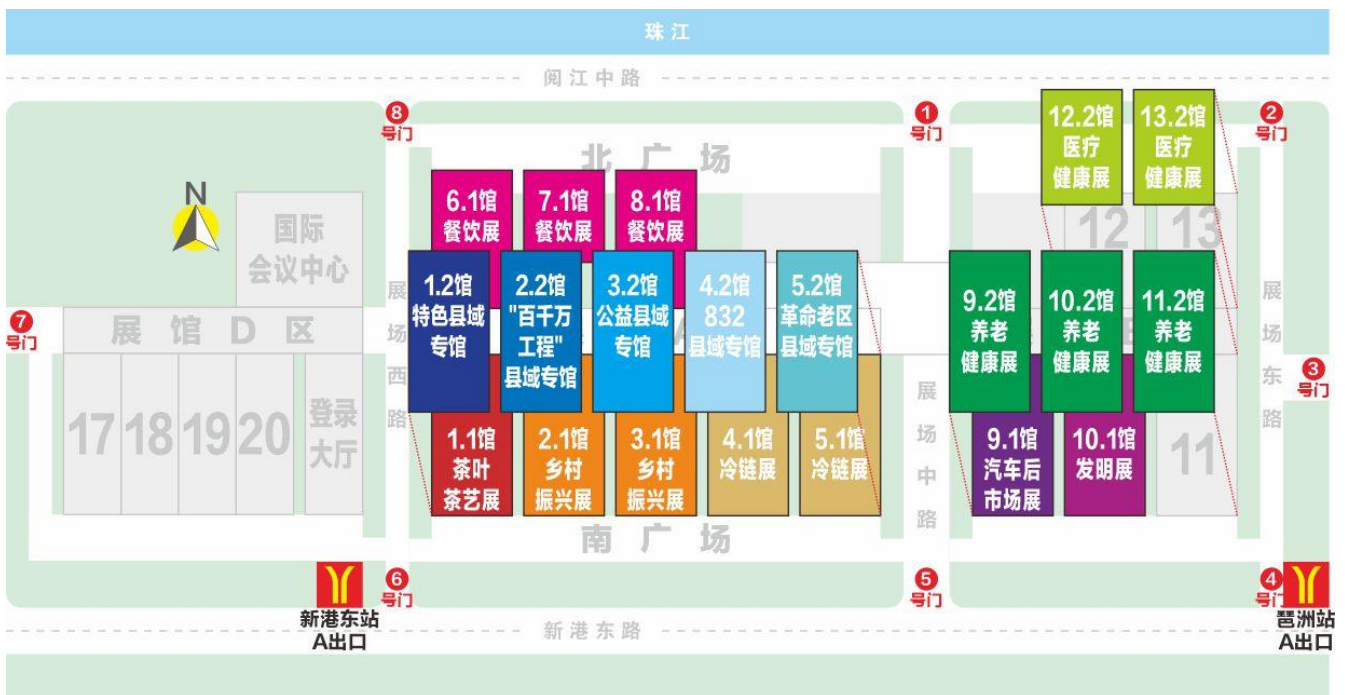 珠江
阅江中路
8
号门
1
号门
2
号门
北广场
12.2馆
医疗
健康展
13.2馆
医疗
健康展
12
13
N
国际
会议中心
6.1馆
餐饮展
7.1馆
餐饮展
8.1馆
餐饮展
1.2馆
特色县域
专馆
2.2馆
"百千万
工程"
县域专馆
3.2馆
公益县域
专馆
4.2馆
832
县域专馆
5.2馆
革命老区
县域专馆
9.2馆
养老
健康展
10.2馆
养老
健康展
11.2馆
养老
健康展
7
号门
展馆D区
展场西路
展场东路
3
号门
17
18
19
20
登录
大厅
1.1馆
茶叶
茶艺展
2.1馆
乡村
振兴展
3.1馆
乡村
振兴展
4.1馆
冷链展
5.1馆
冷链展
展场中路
9.1馆
汽车后
市场展
10.1馆
发明展
11
南广场
新港东站
A出口
6
号门
5
号门
4
号门
琶洲站
A出口
新港东路